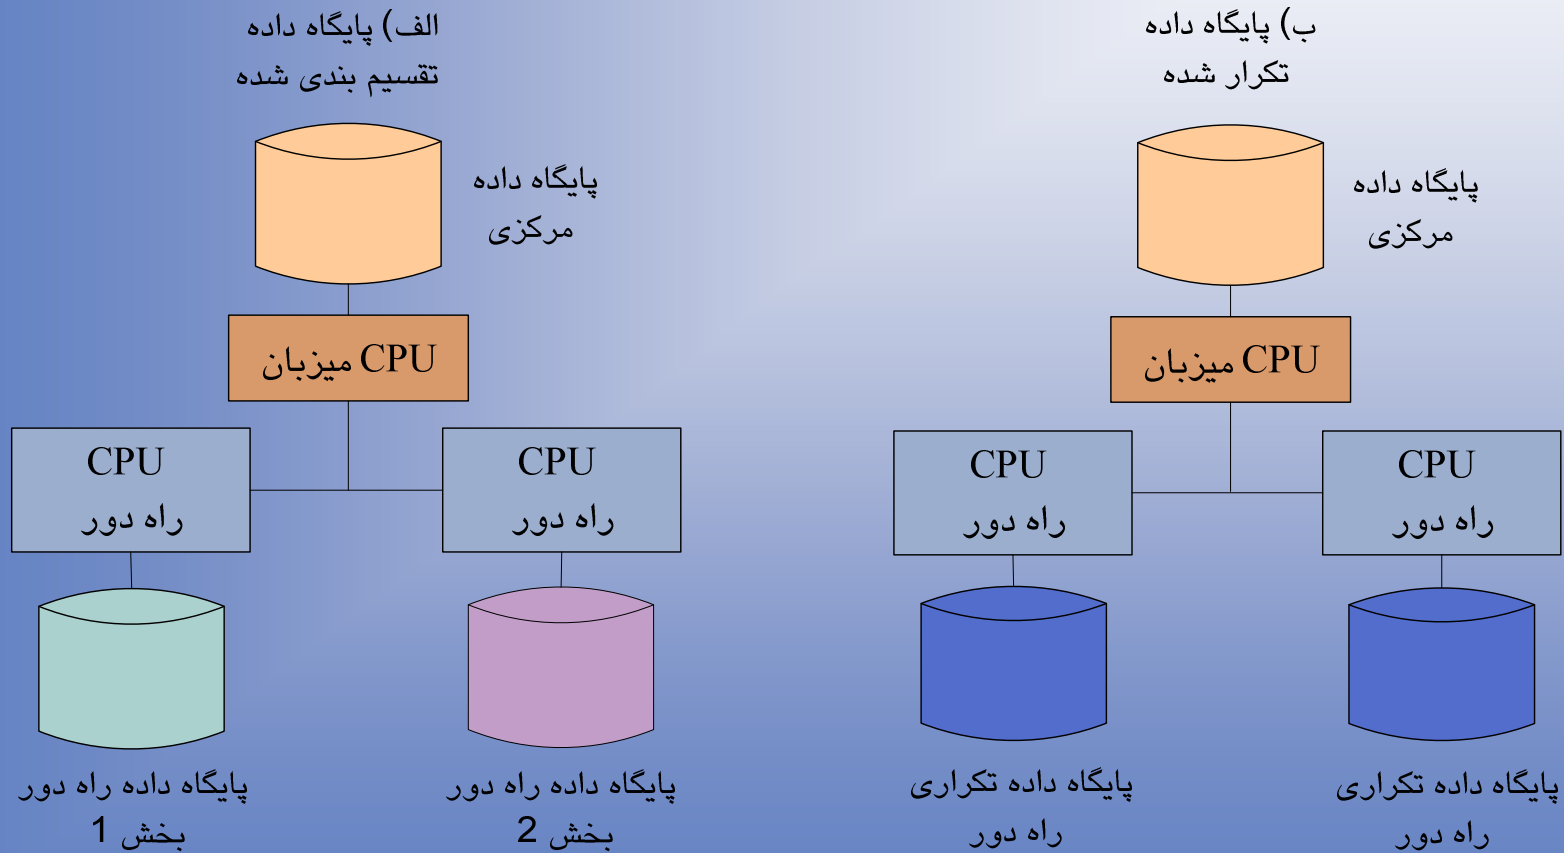 الف) پایگاه داده
تقسیم بندی شده
پایگاه داده
مرکزی
CPU میزبان
CPU
راه دور
CPU
راه دور
پایگاه داده راه دور
بخش 1
پایگاه داده راه دور
بخش 2
ب) پایگاه داده
تکرار شده
پایگاه داده
مرکزی
CPU میزبان
CPU
راه دور
CPU
راه دور
پایگاه داده تکراری
راه دور
پایگاه داده تکراری
راه دور